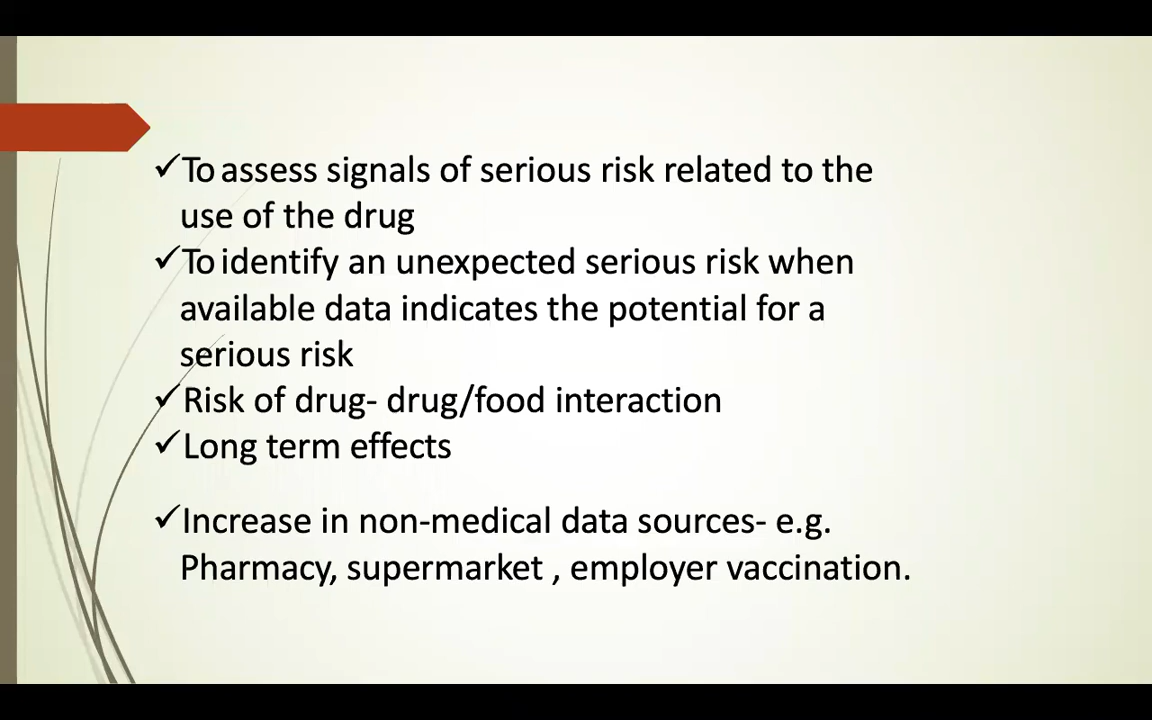 ✓To assess signals of serious risk related to the
use of the drug
✓To identify an unexpected serious risk when
available data indicates the potential for a
serious risk
✓Risk of drug- drug/food interaction
✓Long term effects
✓Increase in non-medical data sources- e.g.
Pharmacy, supermarket , employer vaccination.